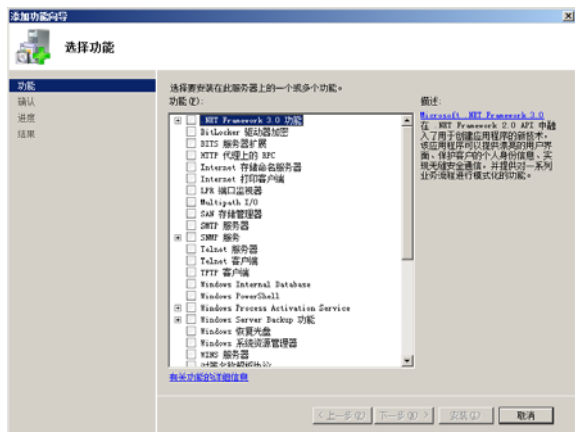 添加功能向导
选择功能
功能
确认
进度
结果
选择要安装在此服务器上的一个或多个功能。
功能(F):
.NET Framework 3.0 功能
BitLocker 驱动器加密
BITS 服务器扩展
HTTP 代理上的 RPC
Internet 存储命名服务器
Internet 打印客户端
LPR 端口监视器
Multipath I/O
SAN 存储管理器
SMTP 服务器
SNMP 服务
Telnet 服务器
Telnet 客户端
TFTP 客户端
Windows Internal Database
Windows PowerShell
Windows Process Activation Service
Windows Server Backup 功能
Windows 恢复光盘
Windows 系统资源管理器
WINS 服务器
对等名称解析协议
有关功能的详细信息
描述:
Microsoft .NET Framework 3.0
在 .NET Framework 2.0 API 中融
入了用于创建应用程序的新技术，
该应用程序可以提供漂亮的用户界
面、保护客户的个人身份信息、实
现无缝安全通信，并提供对一系列
业务流程进行模式化的功能。
<上一步(P)
下一步(N)>
安装(I)
取消